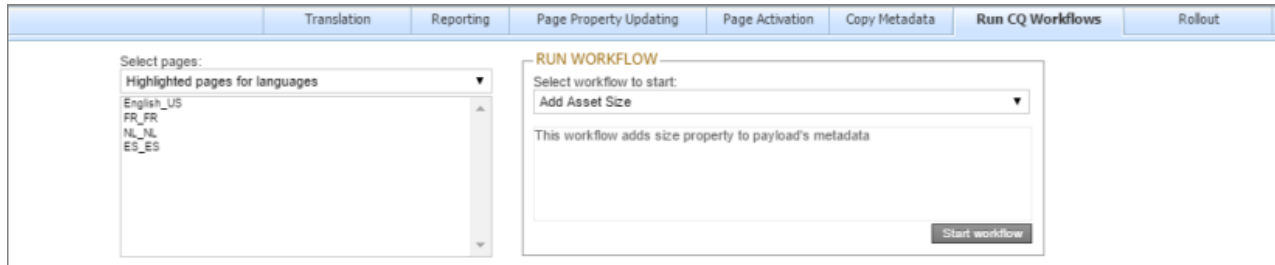 Translation Reporting Page Property Updating Page Activation Copy Metadata Run CQ Workflows Rollout
Select pages:
Highlighted pages for languages
English_US
FR_FR
NL_NL
ES_ES
RUN WORKFLOW
Select workflow to start:
Add Asset Size
This workflow adds size property to payload's metadata
Start workflow